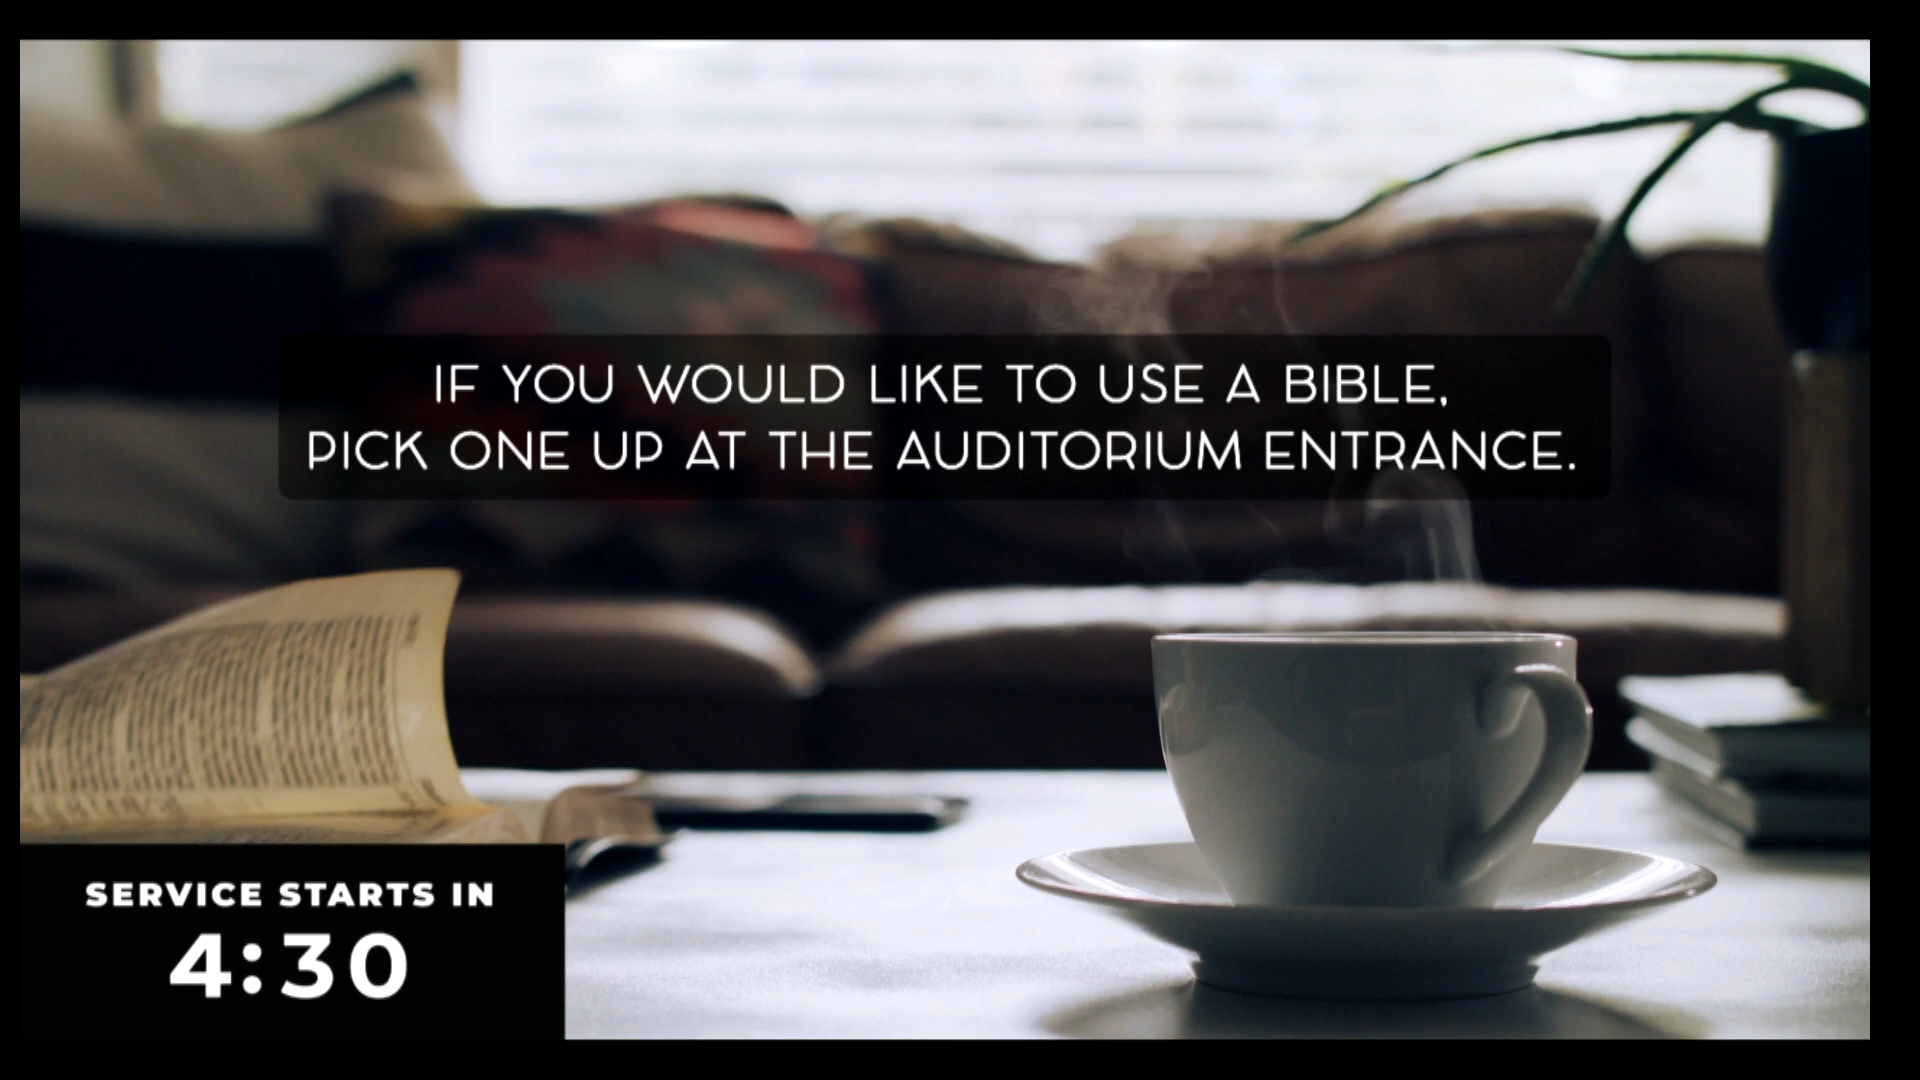 IF YOU WOULD LIKE TO USE A BIBLE,
PICK ONE UP AT THE AUDITORIUM ENTRANCE.
SERVICE STARTS IN
4:30